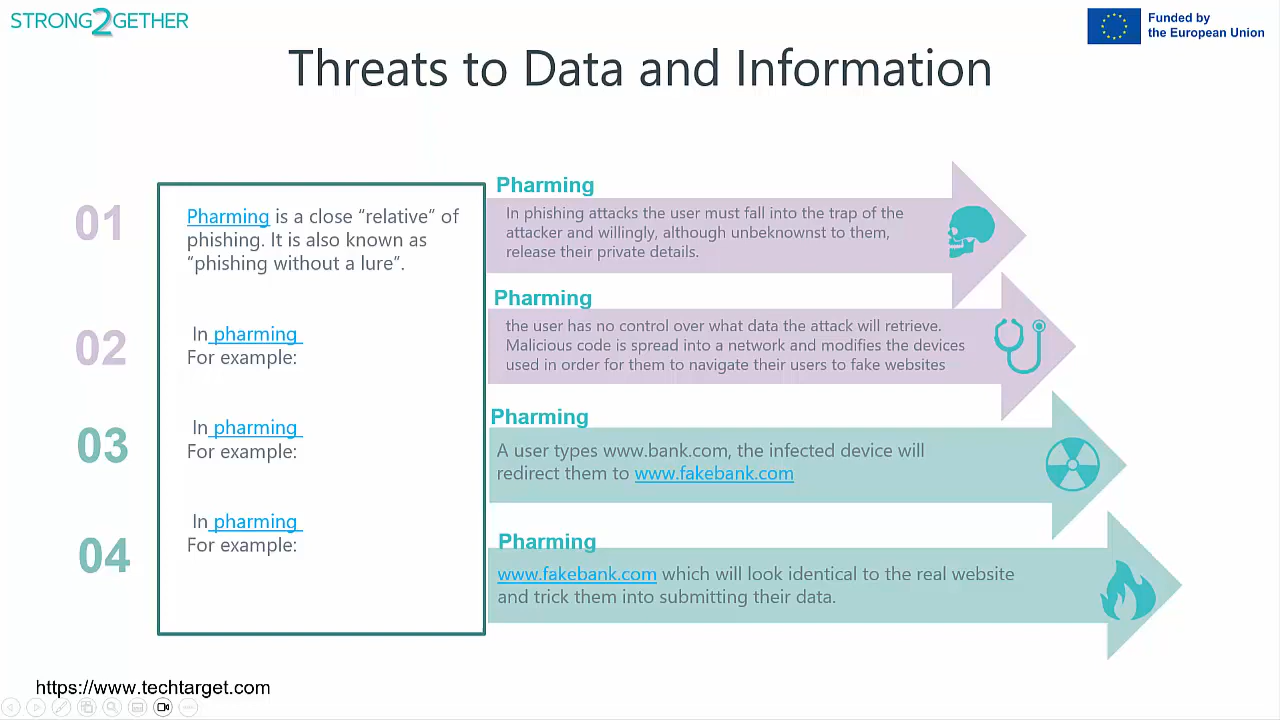 STRONG2GETHER
Funded by
the European Union
Threats to Data and Information
01
Pharming is a close “relative” of
phishing. It is also known as
“phishing without a lure”.
Pharming
In phishing attacks the user must fall into the trap of the
attacker and willingly, although unbeknownst to them,
release their private details.
02
In pharming
For example:
Pharming
the user has no control over what data the attack will retrieve.
Malicious code is spread into a network and modifies the devices
used in order for them to navigate their users to fake websites
03
In pharming
For example:
Pharming
A user types www.bank.com, the infected device will
redirect them to www.fakebank.com
04
In pharming
For example:
Pharming
www.fakebank.com which will look identical to the real website
and trick them into submitting their data.
https://www.techtarget.com